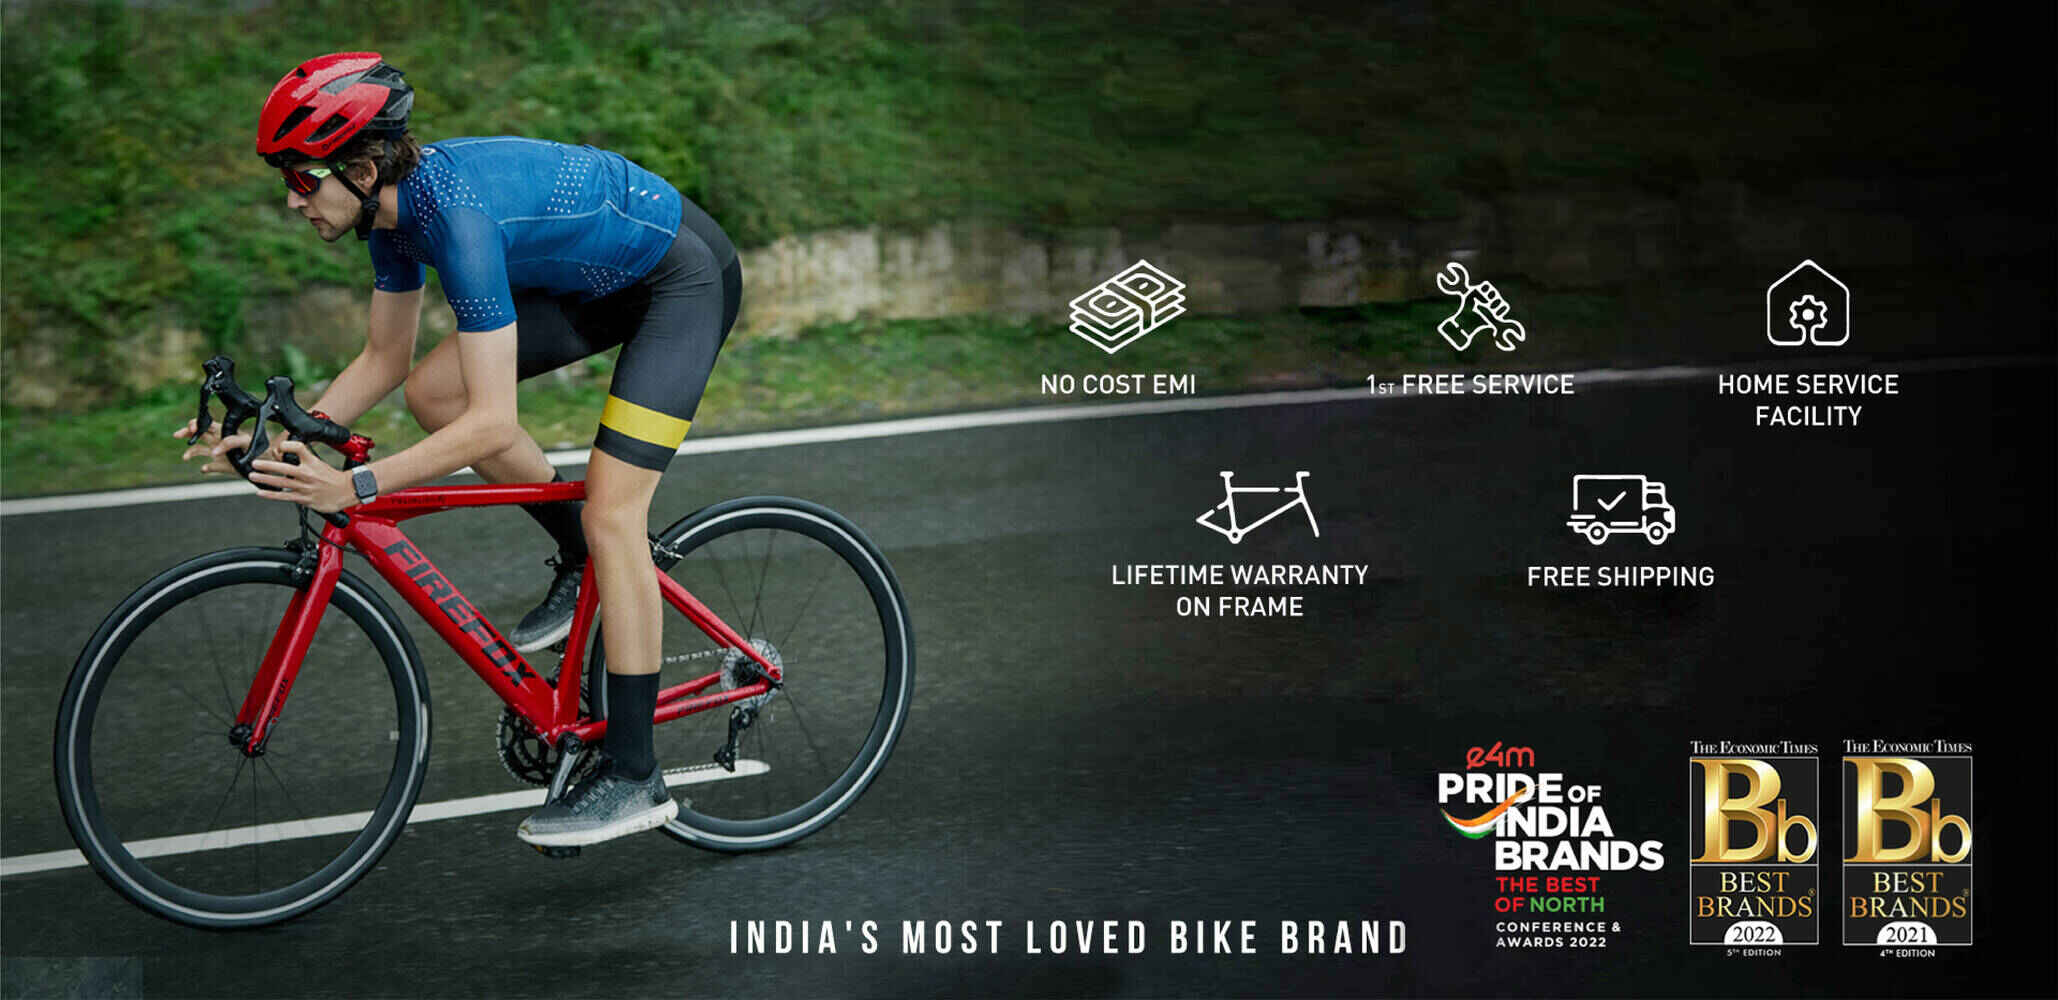 FIREFOX
NO COST EMI
1ST FREE SERVICE
HOME SERVICE
FACILITY
LIFETIME WARRANTY
ON FRAME
FREE SHIPPING
e4m
PRIDE OF
INDIA
BRANDS
THE BEST
OF NORTH
CONFERENCE &
AWARDS 2022
THE ECONOMIC TIMES
Bb
BEST
BRANDS®
2022
5TH EDITION
THE ECONOMIC TIMES
Bb
BEST
BRANDS®
2021
4TH EDITION
INDIA'S MOST LOVED BIKE BRAND